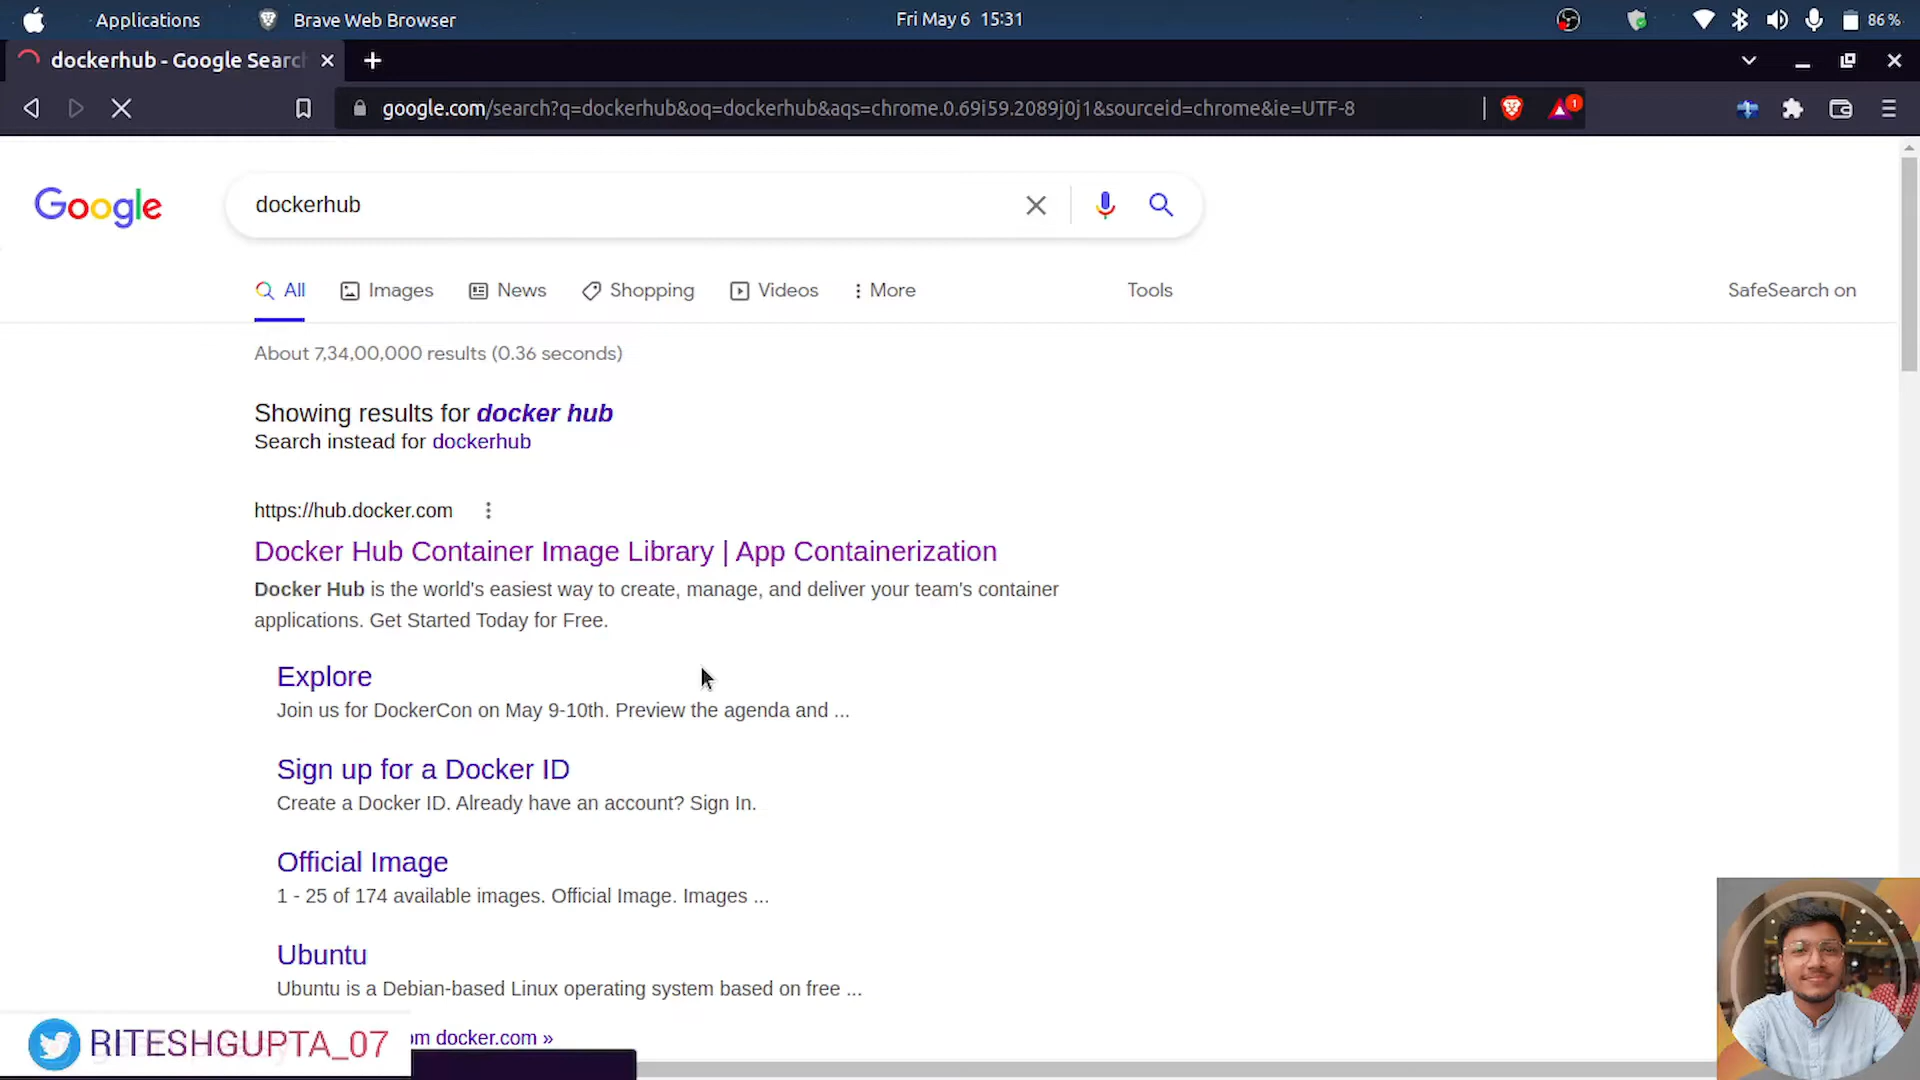 Applications
Brave Web Browser
Fri May 6 15:31
86 %
dockerhub - Google Searc
google.com/search?q=dockerhub&oq=dockerhub&aqs=chrome.0.69i59.2089j0j1&sourceid=chrome&ie=UTF-8
1
Google
dockerhub
All
Images
News
Shopping
Videos
More
Tools
SafeSearch on
About 7,34,00,000 results (0.36 seconds)
Showing results for docker hub
Search instead for dockerhub
https://hub.docker.com
Docker Hub Container Image Library | App Containerization
Docker Hub is the world's easiest way to create, manage, and deliver your team's container
applications. Get Started Today for Free.
Explore
Join us for DockerCon on May 9-10th. Preview the agenda and ...
Sign up for a Docker ID
Create a Docker ID. Already have an account? Sign In.
Official Image
1 - 25 of 174 available images. Official Image. Images ...
Ubuntu
Ubuntu is a Debian-based Linux operating system based on free ...
om docker.com »
RITESHGUPTA_07